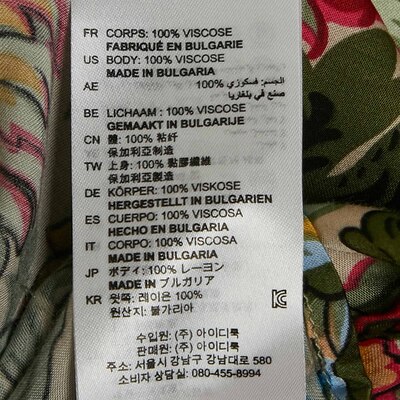 FR CORPS: 100% VISCOSE
FABRIQUÉ EN BULGARIE
US BODY: 100% VISCOSE
MADE IN BULGARIA
AE الجسم: فسكوزي 100%
صنع في بلغاريا
BE LICHAAM : 100% VISCOSE
GEMAAKT IN BULGARIJE
CN 體: 100% 粘纤
保加利亞制造
TW 上身: 100% 黏膠纖維
保加利亞製造
DE KÖRPER: 100% VISKOSE
HERGESTELLT IN BULGARIEN
ES CUERPO: 100% VISCOSA
HECHO EN BULGARIA
IT CORPO: 100% VISCOSA
MADE IN BULGARIA
JP ボディ: 100% レーヨン
MADE IN ブルガリア
KR 윗쪽: 레이온 100%
원산지: 불가리아
수입원: (주) 아이디룩
판매원: (주) 아이디룩
주소: 서울시 강남구 강남대로 580
소비자 상담실: 080-455-8994